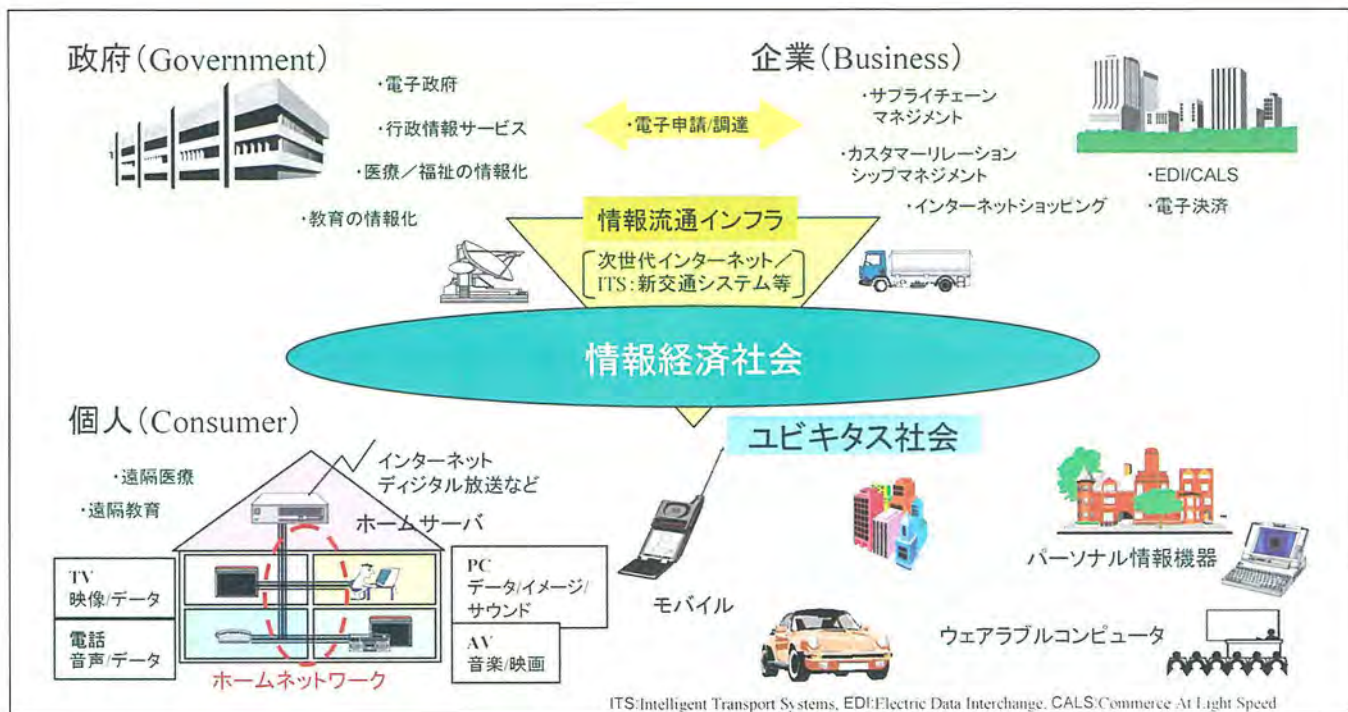 政府(Government)
・電子政府
・行政情報サービス
・医療／福祉の情報化
・教育の情報化
・電子申請/調達
企業(Business)
・サプライチェーン
マネジメント
・カスタマーリレーション
シップマネジメント
・インターネットショッピング
・EDI/CALS
・電子決済
情報流通インフラ
次世代インターネット／
ITS：新交通システム等
情報経済社会
個人(Consumer)
・遠隔医療
・遠隔教育
インターネット
ディジタル放送など
ホームサーバ
TV
映像/データ
電話
音声/データ
PC
データ/イメージ/
サウンド
AV
音楽/映画
ホームネットワーク
ユビキタス社会
モバイル
パーソナル情報機器
ウェアラブルコンピュータ
ITS:Intelligent Transport Systems, EDI:Electric Data Interchange, CALS:Commerce At Light Speed